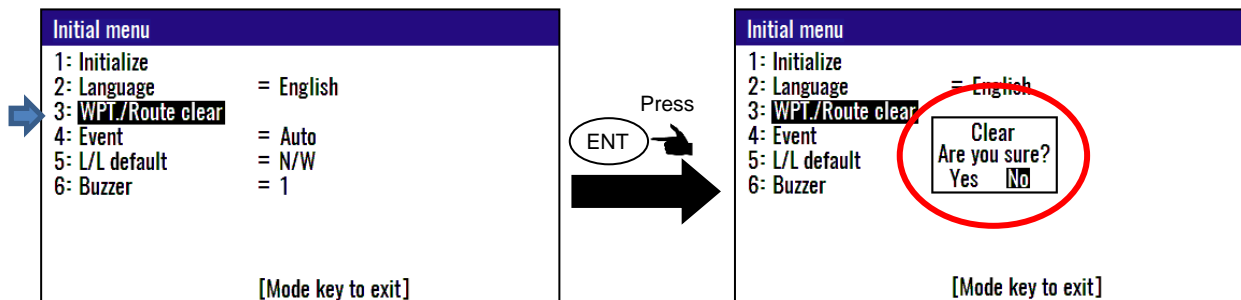 Initial menu
1: Initialize
2: Language = English
3: WPT./Route clear
4: Event = Auto
5: L/L default = N/W
6: Buzzer = 1
[Mode key to exit]
Press
ENT
Initial menu
1: Initialize
2: Language = English
3: WPT./Route clear
4: Event
5: L/L default
6: Buzzer
Clear
Are you sure?
Yes No
[Mode key to exit]